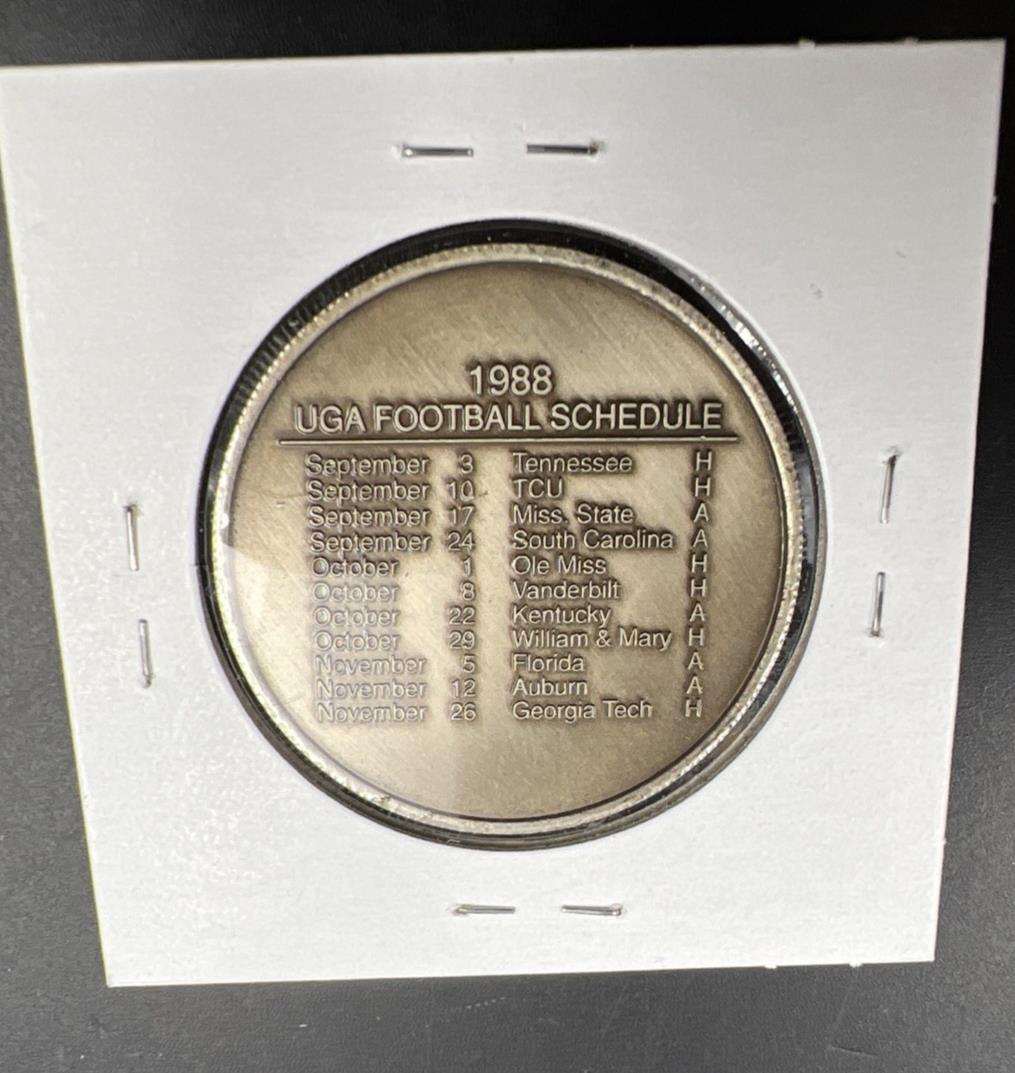 1988
UGA FOOTBALL SCHEDULE
September 3 Tennessee H
September 10 TCU H
September 17 Miss. State A
September 24 South Carolina A
October 1 Ole Miss H
October 8 Vanderbilt H
October 22 Kentucky A
October 29 William & Mary H
November 5 Florida A
November 12 Auburn A
November 26 Georgia Tech H